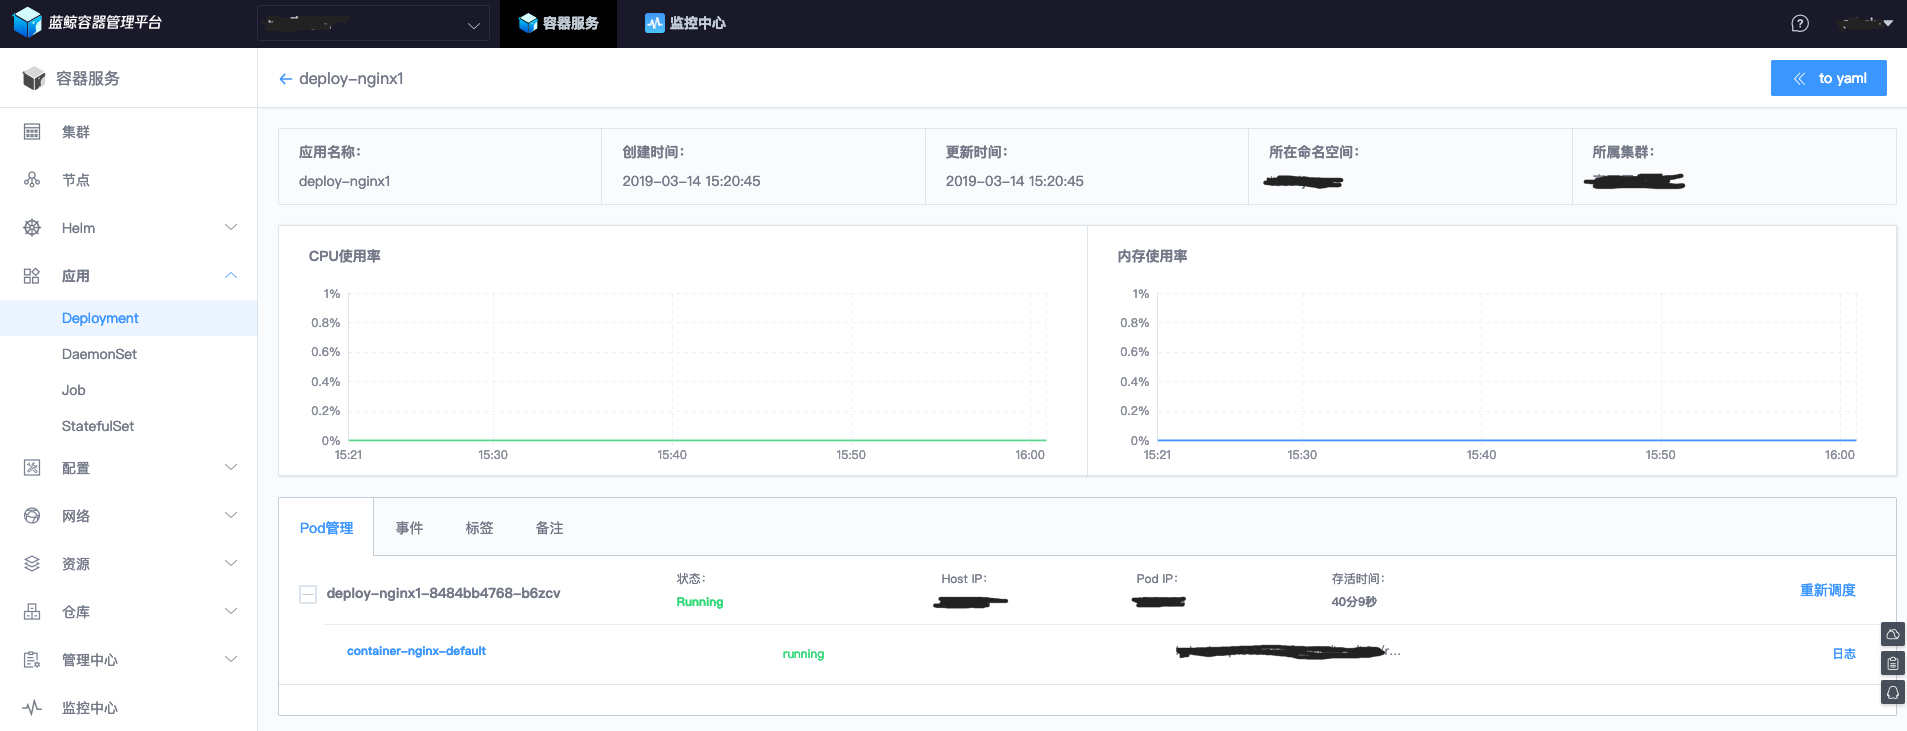 蓝鲸容器管理平台
容器服务
监控中心
容器服务
集群
节点
Helm
应用
Deployment
DaemonSet
Job
StatefulSet
配置
网络
资源
仓库
管理中心
监控中心
deploy-nginx1
to yaml
应用名称：
deploy-nginx1
创建时间：
2019-03-14 15:20:45
更新时间：
2019-03-14 15:20:45
所在命名空间：
所属集群：
CPU使用率
1%
0.8%
0.6%
0.4%
0.2%
0%
15:21 15:30 15:40 15:50 16:00
内存使用率
1%
0.8%
0.6%
0.4%
0.2%
0%
15:21 15:30 15:40 15:50 16:00
Pod管理 事件 标签 备注
deploy-nginx1-8484bb4768-b6zcv
状态：
Running
Host IP：
Pod IP：
存活时间：
40分9秒
重新调度
container-nginx-default
running
/r...
日志